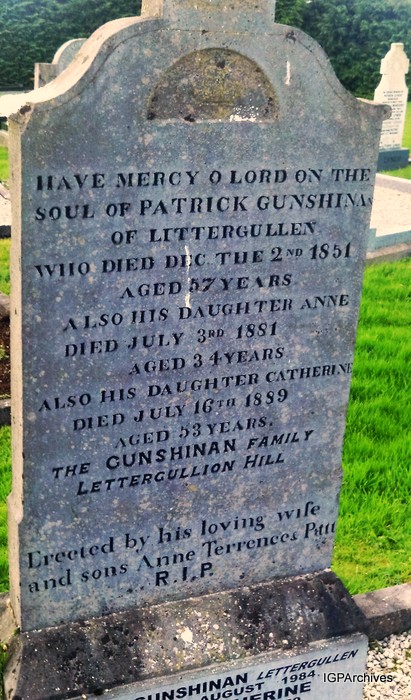 HAVE MERCY O LORD ON THE
SOUL OF PATRICK GUNSHINAN
OF LITTERGULLEN
WHO DIED DEC. THE 2ND 1851
AGED 57 YEARS
ALSO HIS DAUGHTER ANNE
DIED JULY 3RD 1881
AGED 34 YEARS
ALSO HIS DAUGHTER CATHERINE
DIED JULY 16TH 1889
AGED 53 YEARS.
THE GUNSHINAN FAMILY
LETTERGULLION HILL
Erected by his loving wife
and sons Anne Terrence & Patt
R.I.P.
GUNSHINAN LETTERGULLEN
AUGUST 1984.
IGPArchives